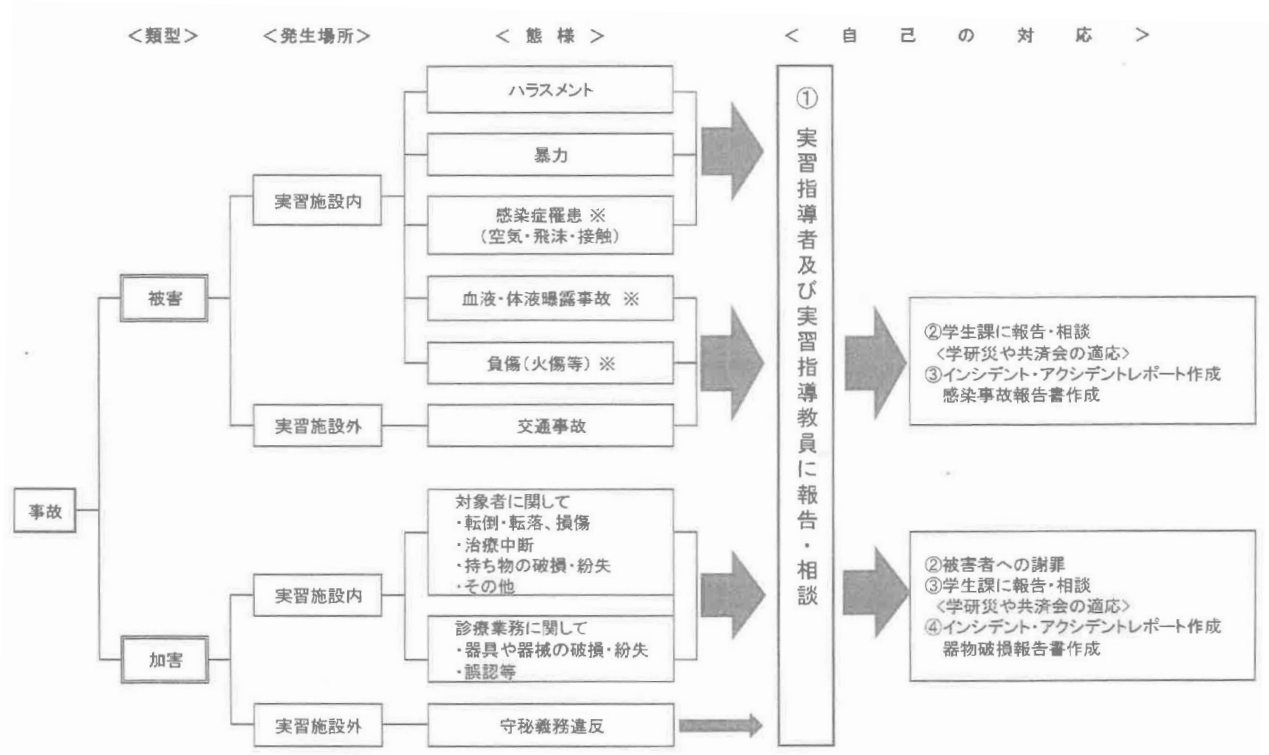 ＜類型＞ ＜発生場所＞ ＜ 態 様 ＞ ＜ 自 己 の 対 応 ＞
事故
被害
実習施設内
ハラスメント
暴力
感染症罹患 ※
(空気・飛沫・接触)
血液・体液曝露事故 ※
負傷(火傷等) ※
実習施設外
交通事故
加害
実習施設内
対象者に関して
・転倒・転落、損傷
・治療中断
・持ち物の破損・紛失
・その他
診療業務に関して
・器具や器械の破損・紛失
・誤認等
実習施設外
守秘義務違反
①実習指導者及び実習指導教員に報告・相談
②学生課に報告・相談
<学研災や共済会の適応>
③インシデント・アクシデントレポート作成
感染事故報告書作成
②被害者への謝罪
③学生課に報告・相談
<学研災や共済会の適応>
④インシデント・アクシデントレポート作成
器物破損報告書作成